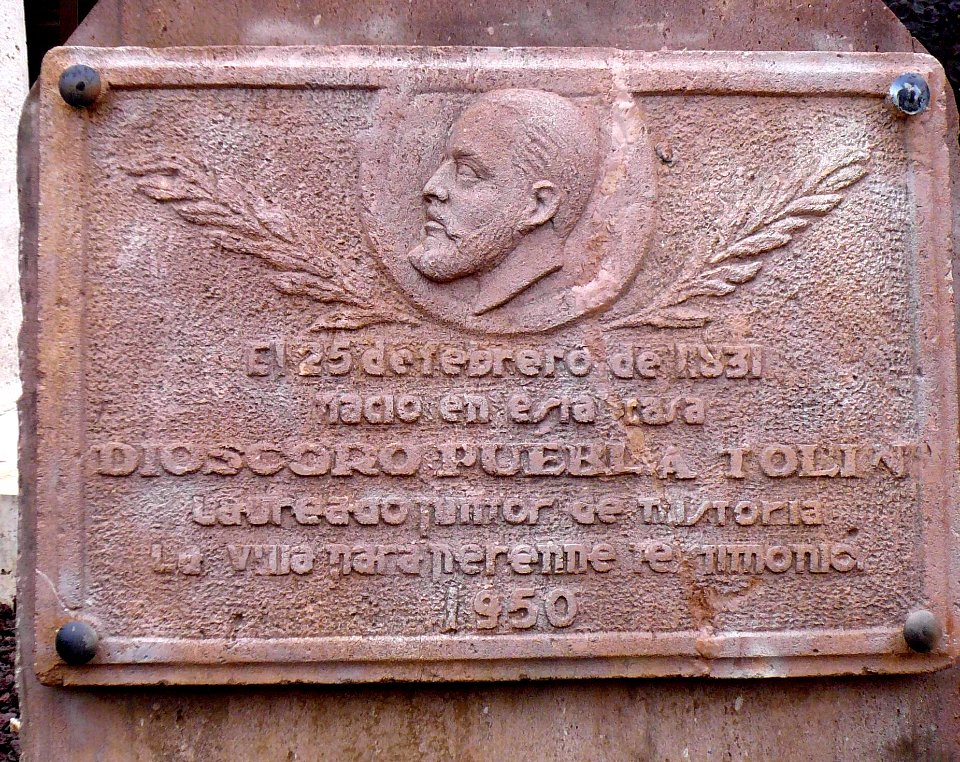 El 25 de febrero de 1831
nacio en esta casa
DIOSCORO PUEBLA TOLIN
Laureado pintor de historia
La Villa para perenne testimonio.
1950